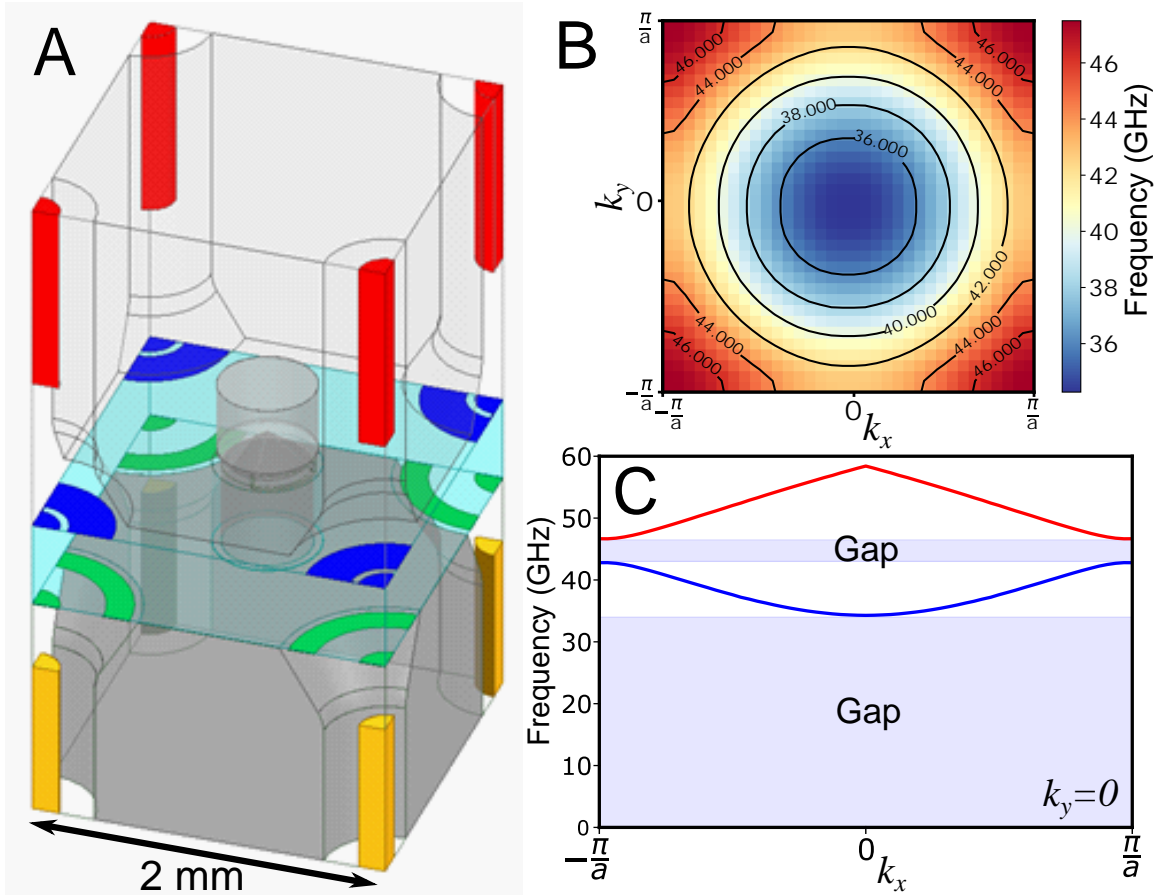 A
2 mm
B
π/a
k_y
0
-π/a
-π/a
0
π/a
k_x
46.000
44.000
44.000
46.000
38.000
36.000
42.000
40.000
44.000
46.000
44.000
46.000
46
44
42
40
38
36
Frequency (GHz)
C
60
50
40
30
20
10
0
Frequency (GHz)
Gap
Gap
k_y=0
-π/a
0
π/a
k_x